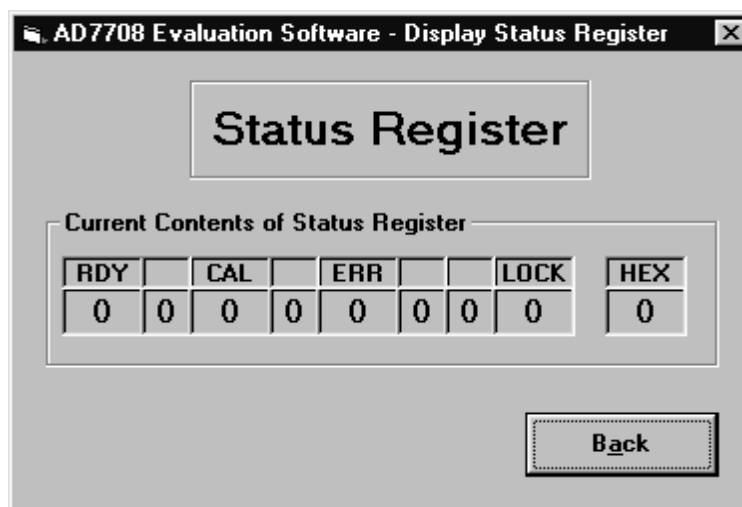 AD7708 Evaluation Software - Display Status Register
Status Register
Current Contents of Status Register
RDY CAL ERR LOCK HEX
0 0 0 0 0 0 0 0 0
Back